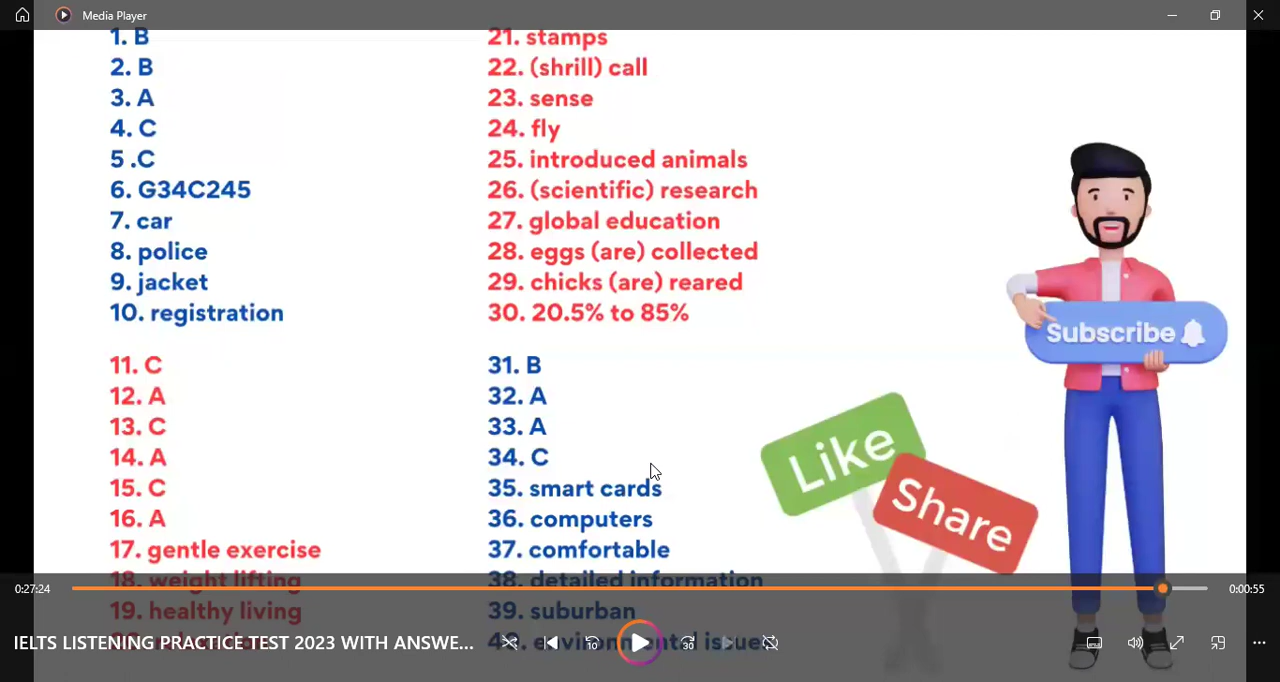 Media Player
1. B
2. B
3. A
4. C
5 .C
6. G34C245
7. car
8. police
9. jacket
10. registration
11. C
12. A
13. C
14. A
15. C
16. A
17. gentle exercise
18. weight lifting
19. healthy living
21. stamps
22. (shrill) call
23. sense
24. fly
25. introduced animals
26. (scientific) research
27. global education
28. eggs (are) collected
29. chicks (are) reared
30. 20.5% to 85%
31. B
32. A
33. A
34. C
35. smart cards
36. computers
37. comfortable
38. detailed information
39. suburban
40. environmental issues
Subscribe
Like
Share
0:27:24
0:00:55
IELTS LISTENING PRACTICE TEST 2023 WITH ANSWE...
10
30